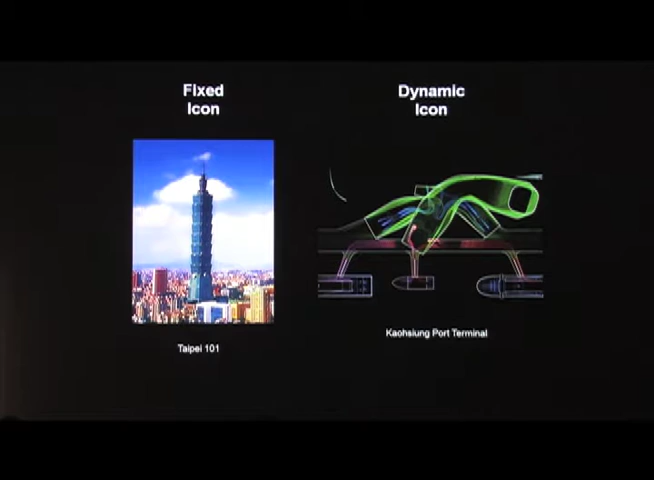 Fixed
Icon
Dynamic
Icon
Taipei 101
Kaohsiung Port Terminal